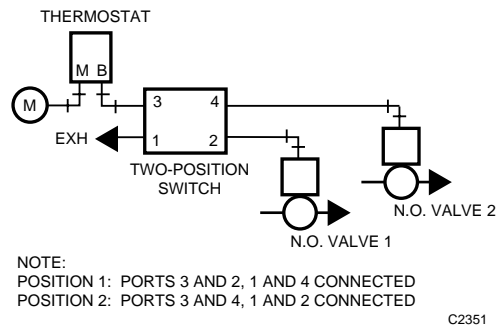 THERMOSTAT
M B
M
3 4
EXH
1 2
TWO-POSITION
SWITCH
N.O. VALVE 2
N.O. VALVE 1
NOTE:
POSITION 1: PORTS 3 AND 2, 1 AND 4 CONNECTED
POSITION 2: PORTS 3 AND 4, 1 AND 2 CONNECTED
C2351